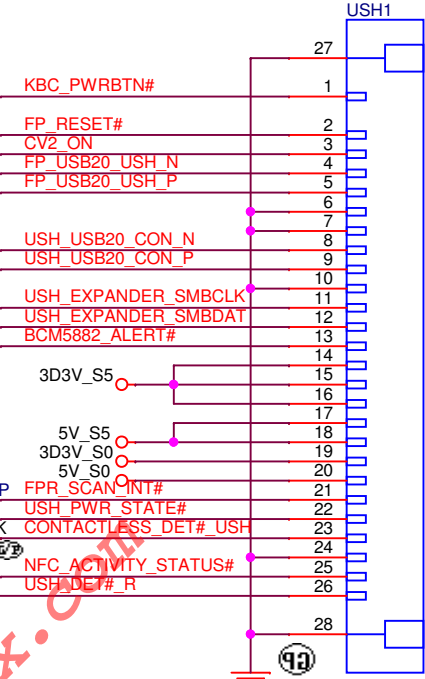 USH1
27
KBC_PWRBTN# 1
FP_RESET# 2
CV2_ON 3
FP_USB20_USH_N 4
FP_USB20_USH_P 5
6
7
USH_USB20_CON_N 8
USH_USB20_CON_P 9
10
USH_EXPANDER_SMBCLK 11
USH_EXPANDER_SMBDAT 12
BCM5882_ALERT# 13
14
3D3V_S5 15
16
17
5V_S5 18
3D3V_S0 19
5V_S0 20
P FPR_SCAN_INT# 21
USH_PWR_STATE# 22
K CONTACTLESS_DET#_USH 23
24
NFC_ACTIVITY_STATUS# 25
USH_DET#_R 26
28
x.com